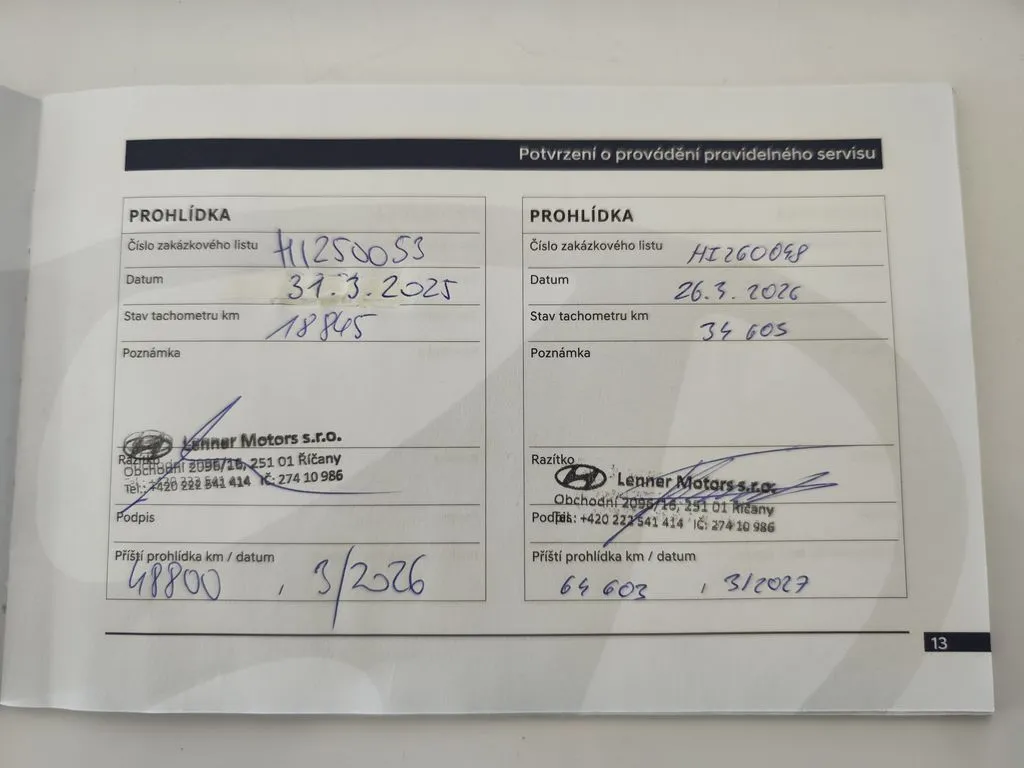 Potvrzení o provádění pravidelného servisu
PROHLÍDKA
Číslo zakázkového listu HI250053
Datum 31.3.2025
Stav tachometru km 18845
Poznámka
Lenner Motors s.r.o.
Razítko
Obchodní 2096/16, 251 01 Říčany
Tel.: +420 222 541 414 IČ: 274 10 986
Podpis
Příští prohlídka km / datum
48800 , 3/2026
PROHLÍDKA
Číslo zakázkového listu HI260048
Datum 26.3.2026
Stav tachometru km 34 605
Poznámka
Razítko
Lenner Motors s.r.o.
Obchodní 2096/16, 251 01 Říčany
Podpis
Tel.: +420 222 541 414 IČ: 274 10 986
Příští prohlídka km / datum
64 603 , 3/2027
13